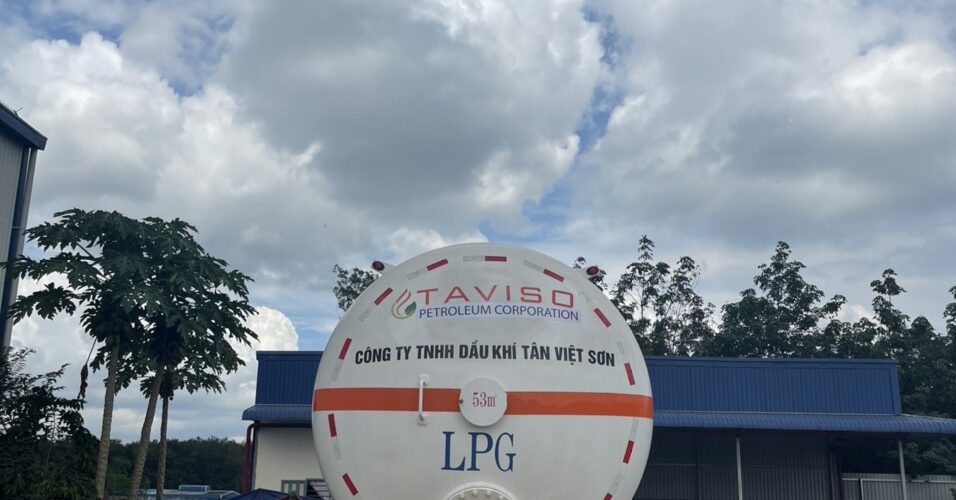 TAVISO
PETROLEUM CORPORATION
CÔNG TY TNHH DẦU KHÍ TÂN VIỆT SƠN
53m³
LPG